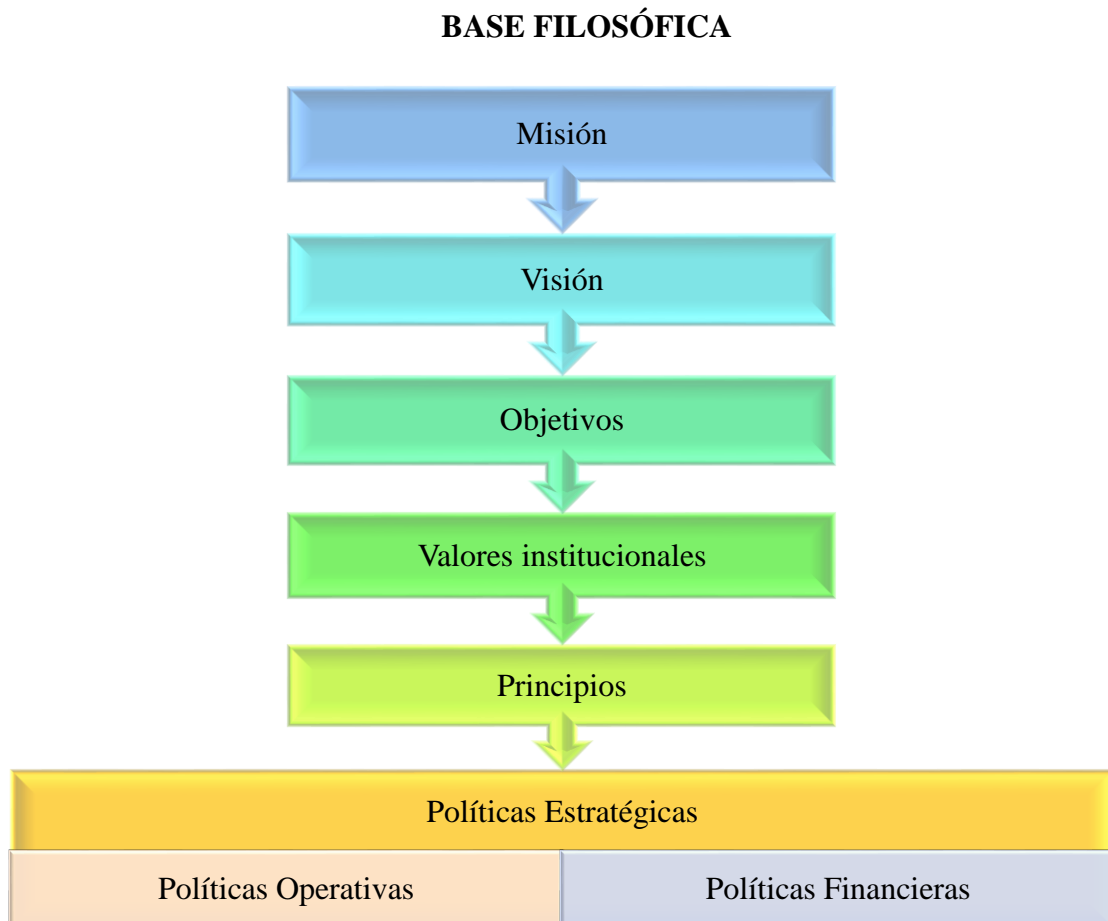 BASE FILOSÓFICA
Misión
Visión
Objetivos
Valores institucionales
Principios
Políticas Estratégicas
Políticas Operativas
Políticas Financieras